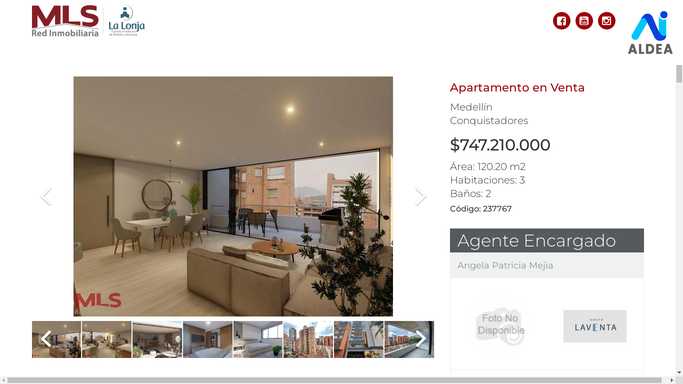 MLS
Red Inmobiliaria
La Lonja
ALDEA
Apartamento en Venta
Medellín
Conquistadores
$747.210.000
Área: 120.20 m2
Habitaciones: 3
Baños: 2
Código: 237767
MLS
Agente Encargado
Angela Patricia Mejia
Foto No
Disponible
LAVENTA